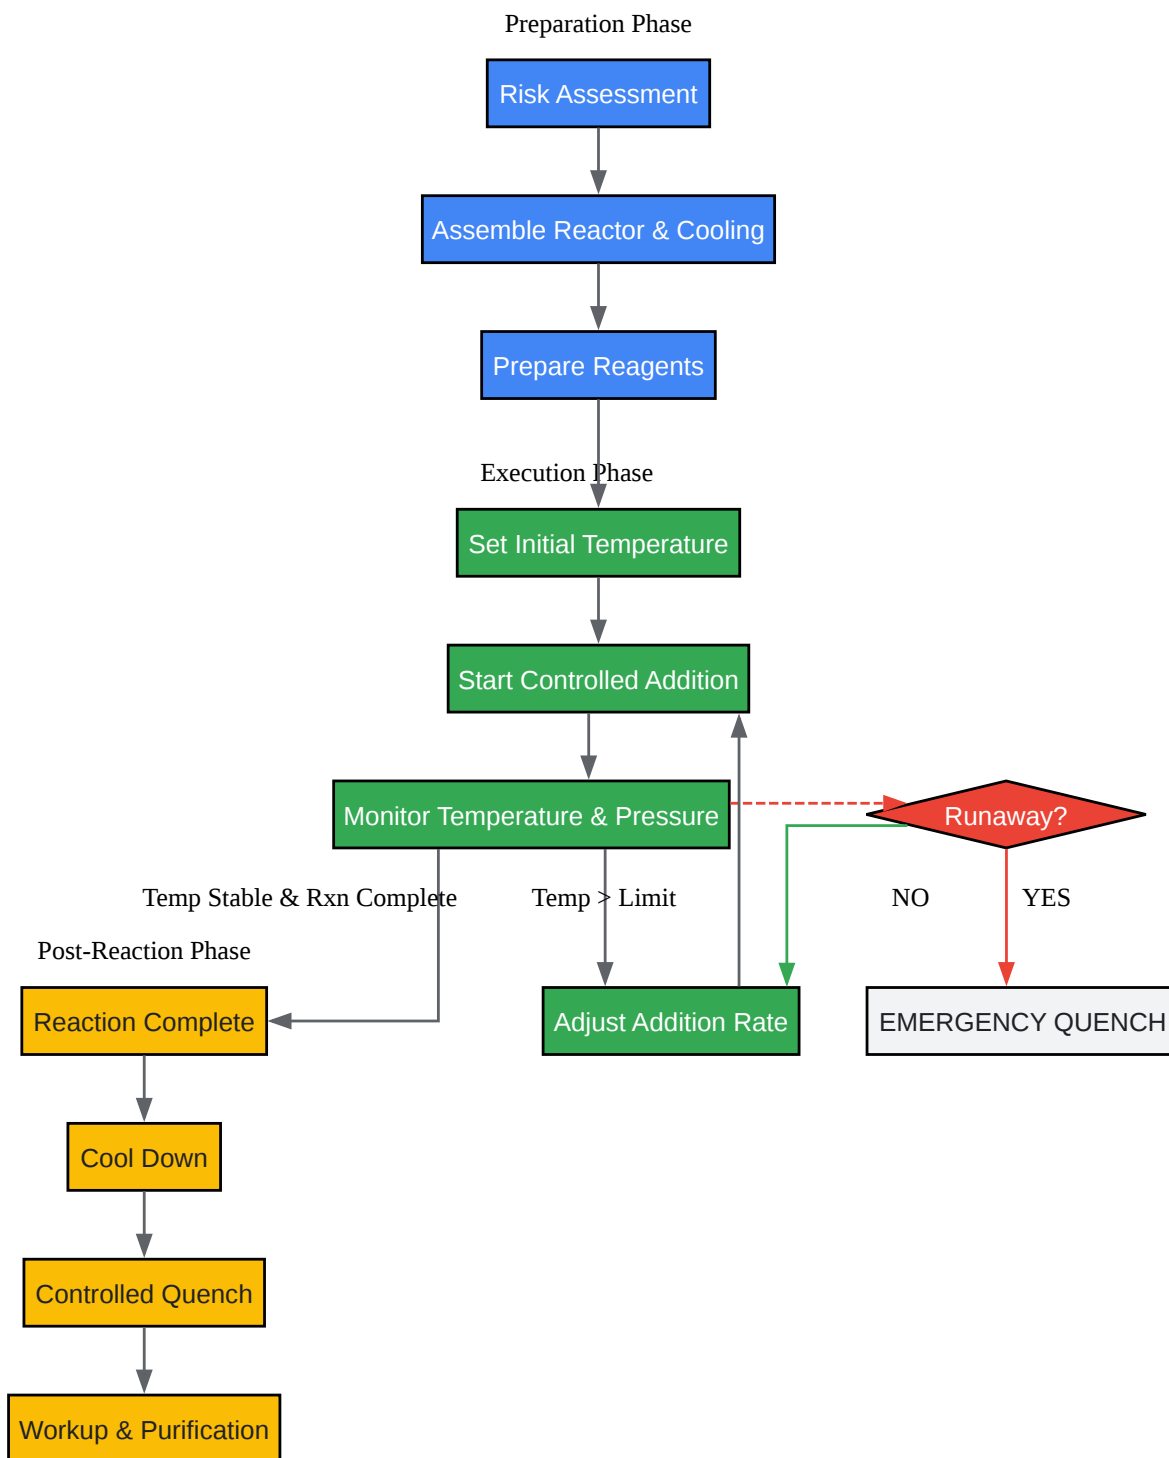 Preparation Phase
Risk Assessment
Assemble Reactor & Cooling
Prepare Reagents
Execution Phase
Set Initial Temperature
Start Controlled Addition
Monitor Temperature & Pressure
Runaway?
Temp Stable & Rxn Complete
Temp > Limit
NO
YES
Post-Reaction Phase
Reaction Complete
Adjust Addition Rate
EMERGENCY QUENCH
Cool Down
Controlled Quench
Workup & Purification